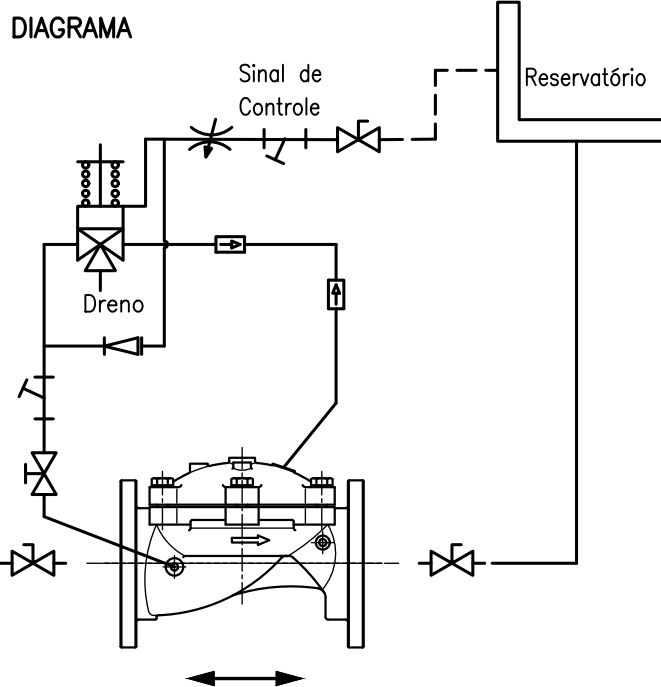 DIAGRAMA
Sinal de
Controle
Reservatório
Dreno